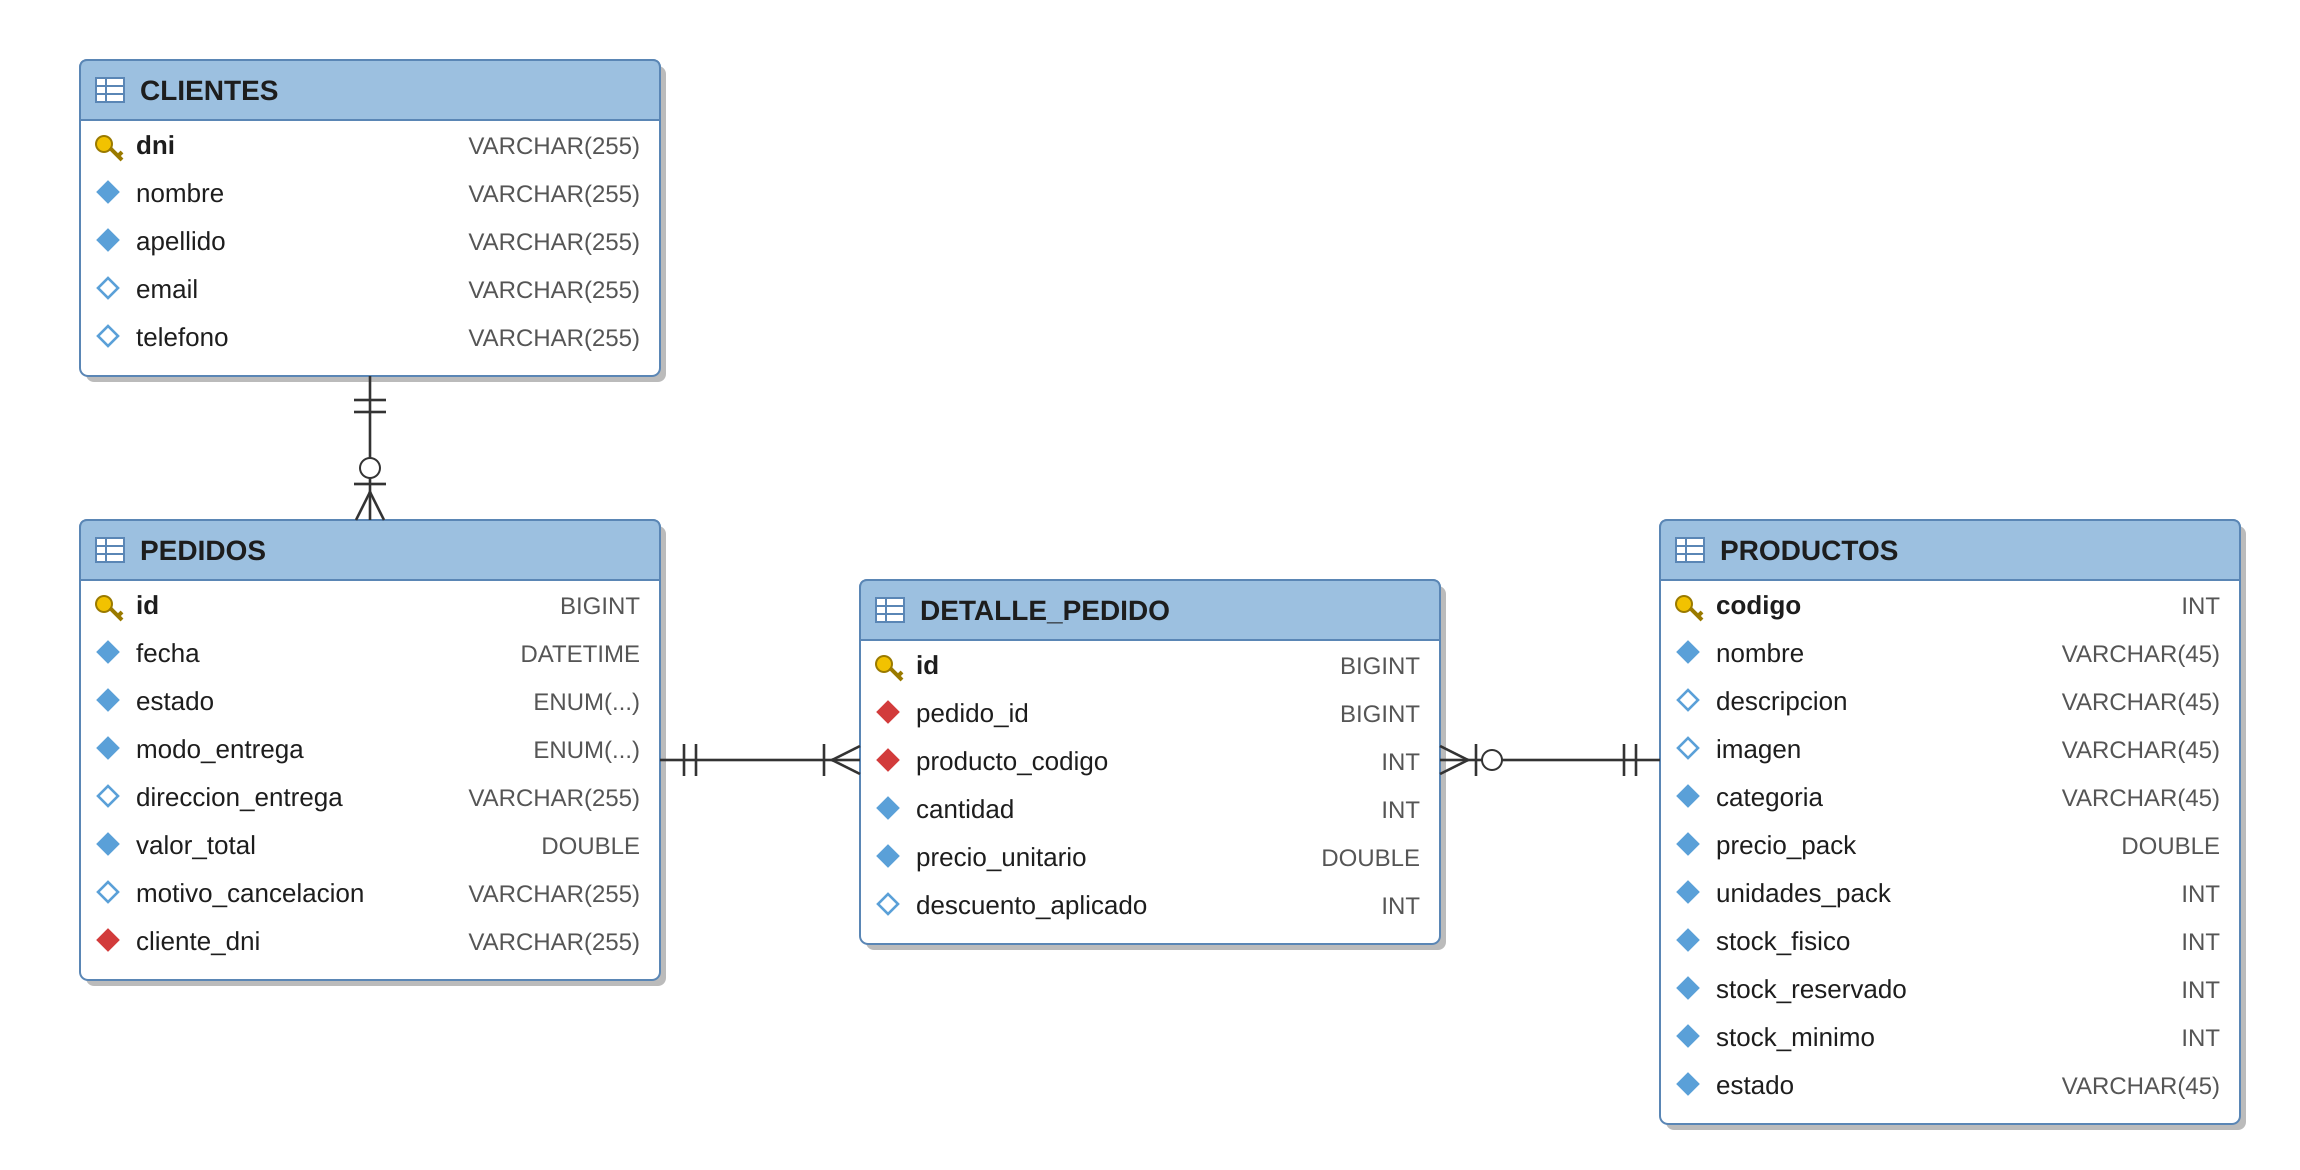 CLIENTES
dni VARCHAR(255)
nombre VARCHAR(255)
apellido VARCHAR(255)
email VARCHAR(255)
telefono VARCHAR(255)
PEDIDOS
id BIGINT
fecha DATETIME
estado ENUM(...)
modo_entrega ENUM(...)
direccion_entrega VARCHAR(255)
valor_total DOUBLE
motivo_cancelacion VARCHAR(255)
cliente_dni VARCHAR(255)
DETALLE_PEDIDO
id BIGINT
pedido_id BIGINT
producto_codigo INT
cantidad INT
precio_unitario DOUBLE
descuento_aplicado INT
PRODUCTOS
codigo INT
nombre VARCHAR(45)
descripcion VARCHAR(45)
imagen VARCHAR(45)
categoria VARCHAR(45)
precio_pack DOUBLE
unidades_pack INT
stock_fisico INT
stock_reservado INT
stock_minimo INT
estado VARCHAR(45)